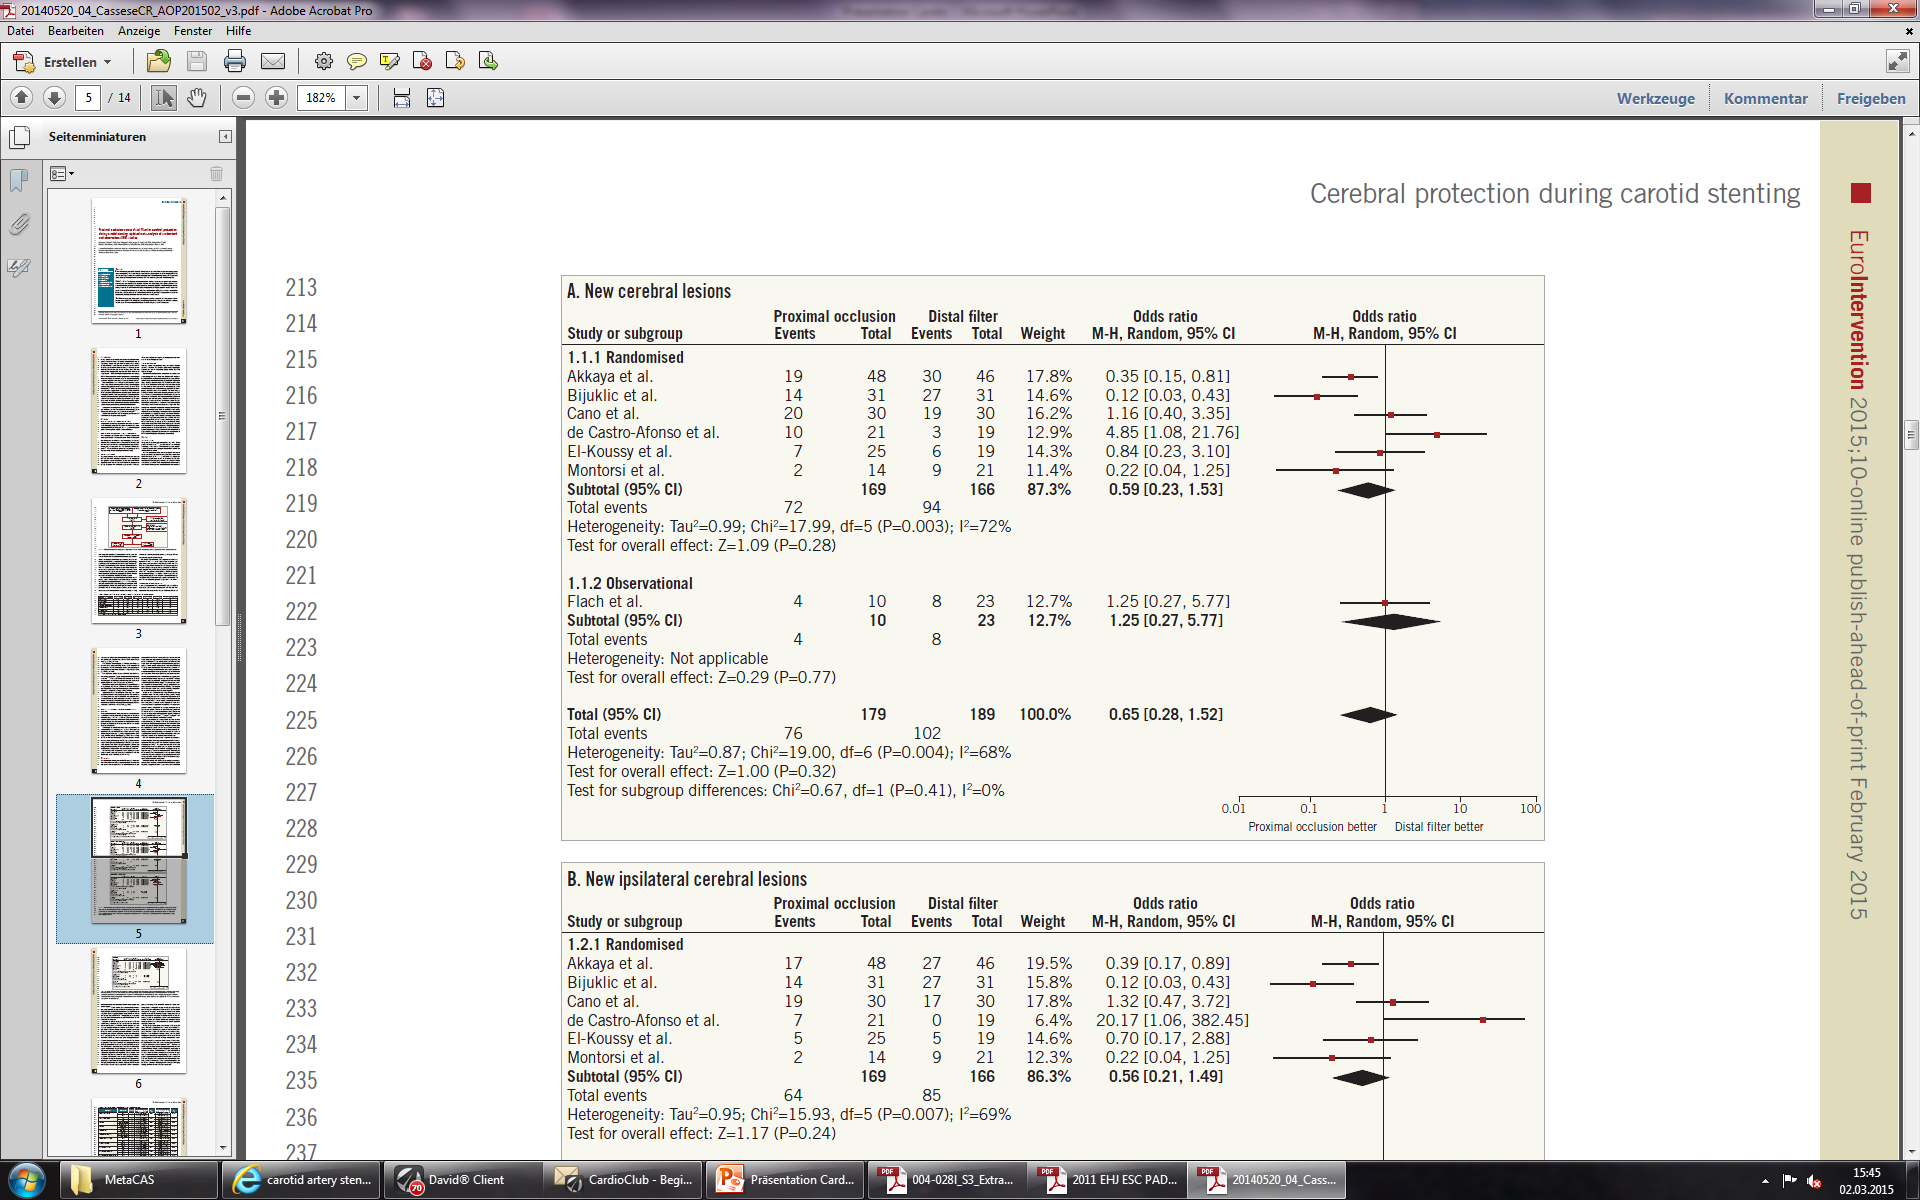 20140520_04_CasseseCR_AOP201502_v3.pdf - Adobe Acrobat Pro
Datei Bearbeiten Anzeige Fenster Hilfe
Erstellen
5 / 14 182% Werkzeuge Kommentar Freigeben
Seitenminiaturen
1
2
3
4
5
6
Cerebral protection during carotid stenting
EuroIntervention 2015;10-online publish-ahead-of-print February 2015
213
214
215
216
217
218
219
220
221
222
223
224
225
226
227
228
229
230
231
232
233
234
235
236
237
A. New cerebral lesions
Proximal occlusion Distal filter Odds ratio Odds ratio
Study or subgroup Events Total Events Total Weight M-H, Random, 95% CI M-H, Random, 95% CI
1.1.1 Randomised
Akkaya et al. 19 48 30 46 17.8% 0.35 [0.15, 0.81]
Bijuklic et al. 14 31 27 31 14.6% 0.12 [0.03, 0.43]
Cano et al. 20 30 19 30 16.2% 1.16 [0.40, 3.35]
de Castro-Afonso et al. 10 21 3 19 12.9% 4.85 [1.08, 21.76]
El-Koussy et al. 7 25 6 19 14.3% 0.84 [0.23, 3.10]
Montorsi et al. 2 14 9 21 11.4% 0.22 [0.04, 1.25]
Subtotal (95% CI) 169 166 87.3% 0.59 [0.23, 1.53]
Total events 72 94
Heterogeneity: Tau²=0.99; Chi²=17.99, df=5 (P=0.003); I²=72%
Test for overall effect: Z=1.09 (P=0.28)
1.1.2 Observational
Flach et al. 4 10 8 23 12.7% 1.25 [0.27, 5.77]
Subtotal (95% CI) 10 23 12.7% 1.25 [0.27, 5.77]
Total events 4 8
Heterogeneity: Not applicable
Test for overall effect: Z=0.29 (P=0.77)
Total (95% CI) 179 189 100.0% 0.65 [0.28, 1.52]
Total events 76 102
Heterogeneity: Tau²=0.87; Chi²=19.00, df=6 (P=0.004); I²=68%
Test for overall effect: Z=1.00 (P=0.32)
Test for subgroup differences: Chi²=0.67, df=1 (P=0.41), I²=0%
0.01 0.1 1 10 100
Proximal occlusion better Distal filter better
B. New ipsilateral cerebral lesions
Proximal occlusion Distal filter Odds ratio Odds ratio
Study or subgroup Events Total Events Total Weight M-H, Random, 95% CI M-H, Random, 95% CI
1.2.1 Randomised
Akkaya et al. 17 48 27 46 19.5% 0.39 [0.17, 0.89]
Bijuklic et al. 14 31 27 31 15.8% 0.12 [0.03, 0.43]
Cano et al. 19 30 17 30 17.8% 1.32 [0.47, 3.72]
de Castro-Afonso et al. 7 21 0 19 6.4% 20.17 [1.06, 382.45]
El-Koussy et al. 5 25 5 19 14.6% 0.70 [0.17, 2.88]
Montorsi et al. 2 14 9 21 12.3% 0.22 [0.04, 1.25]
Subtotal (95% CI) 169 166 86.3% 0.56 [0.21, 1.49]
Total events 64 85
Heterogeneity: Tau²=0.95; Chi²=15.93, df=5 (P=0.007); I²=69%
Test for overall effect: Z=1.17 (P=0.24)
MetaCAS carotid artery sten... 70 David® Client CardioClub - Begi... Präsentation Card... 004-028l_S3_Extra... 2011 EHJ ESC PAD... 20140520_04_Cass...
15:45
02.03.2015